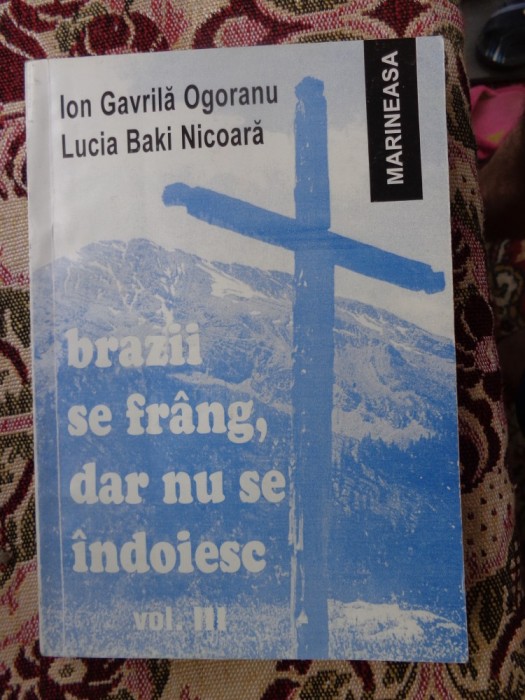 Ion Gavrilă Ogoranu
Lucia Baki Nicoară
MARINEASA
brazii
se frâng,
dar nu se
îndoiesc
vol. III